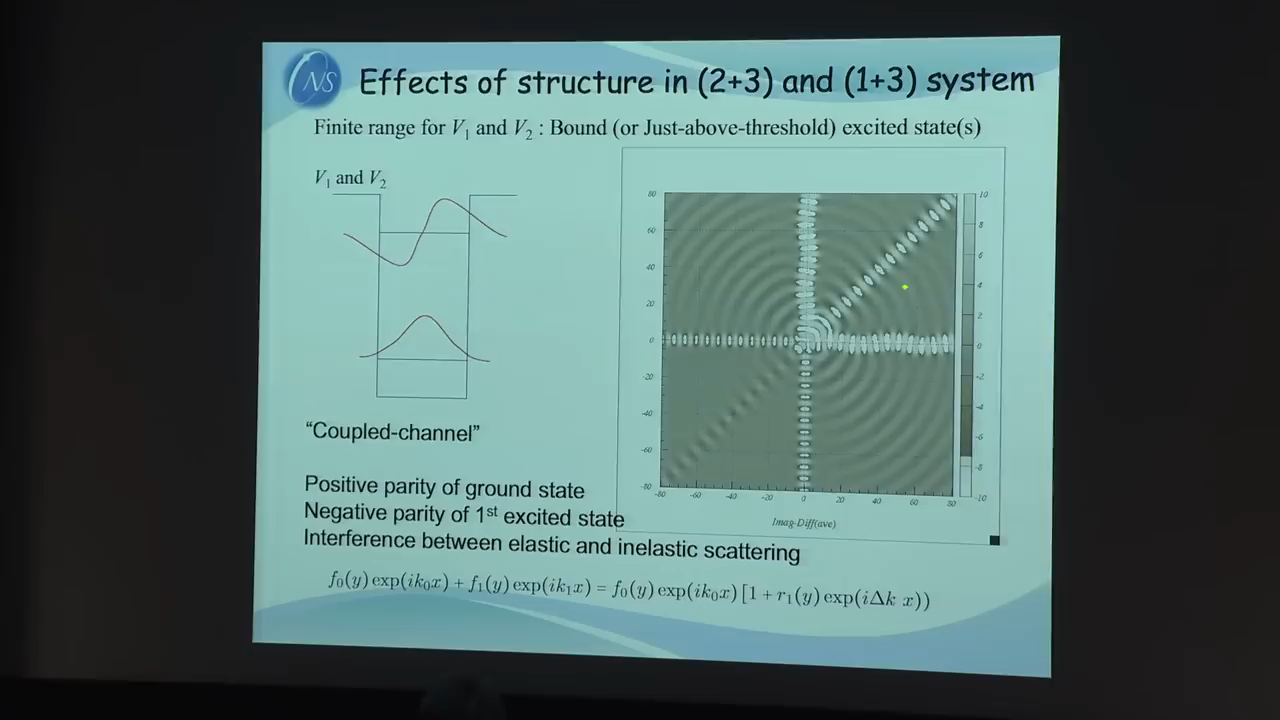 CNS
Effects of structure in (2+3) and (1+3) system
Finite range for V₁ and V₂ : Bound (or Just-above-threshold) excited state(s)
V₁ and V₂
80
60
40
20
0
-20
-40
-60
-80
-80 -60 -40 -20 0 20 40 60 80
10
8
6
4
2
0
-2
-4
-6
-8
-10
Imag-Diff(ave)
"Coupled-channel"
Positive parity of ground state
Negative parity of 1st excited state
Interference between elastic and inelastic scattering
f₀(y) exp(ik₀x) + f₁(y) exp(ik₁x) = f₀(y) exp(ik₀x) [1 + r₁(y) exp(iΔk x))